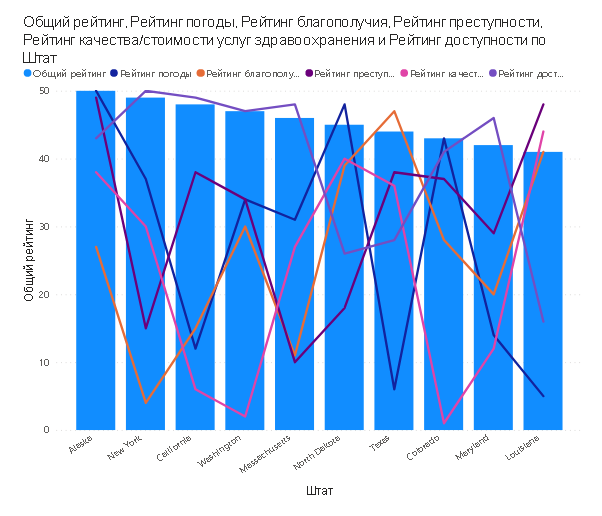 Общий рейтинг, Рейтинг погоды, Рейтинг благополучия, Рейтинг преступности,
Рейтинг качества/стоимости услуг здравоохранения и Рейтинг доступности по
Штат
Общий рейтинг Рейтинг погоды Рейтинг благополу... Рейтинг преступ... Рейтинг качест... Рейтинг дост...
50
40
30
20
10
0
Общий рейтинг
Alaska New York California Washington Massachusetts North Dakota Texas Colorado Maryland Louisiana
Штат